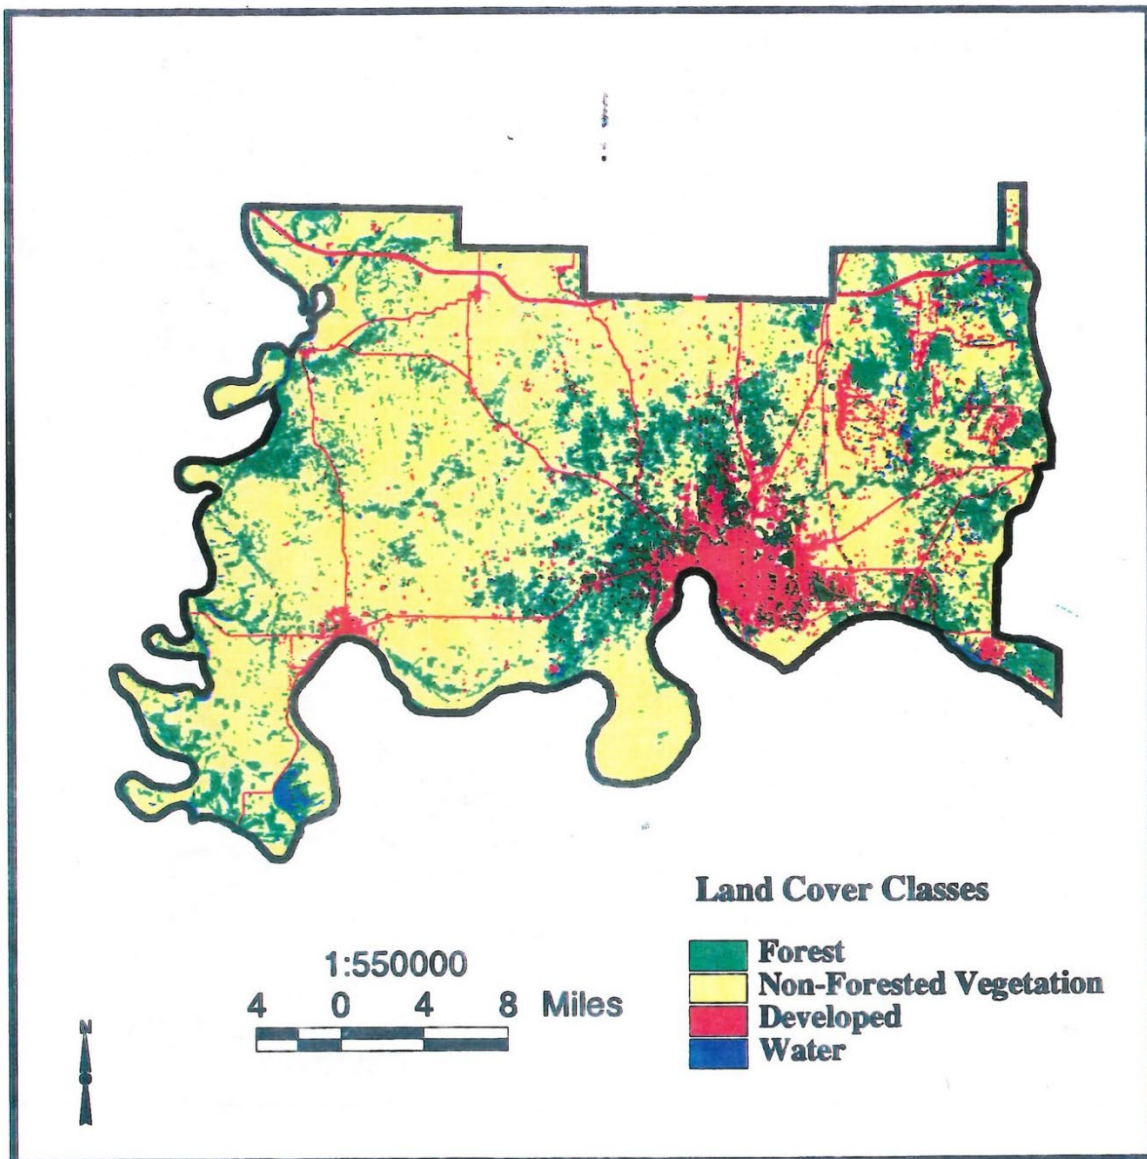 N
1:550000
4 0 4 8 Miles
Land Cover Classes
Forest
Non-Forested Vegetation
Developed
Water